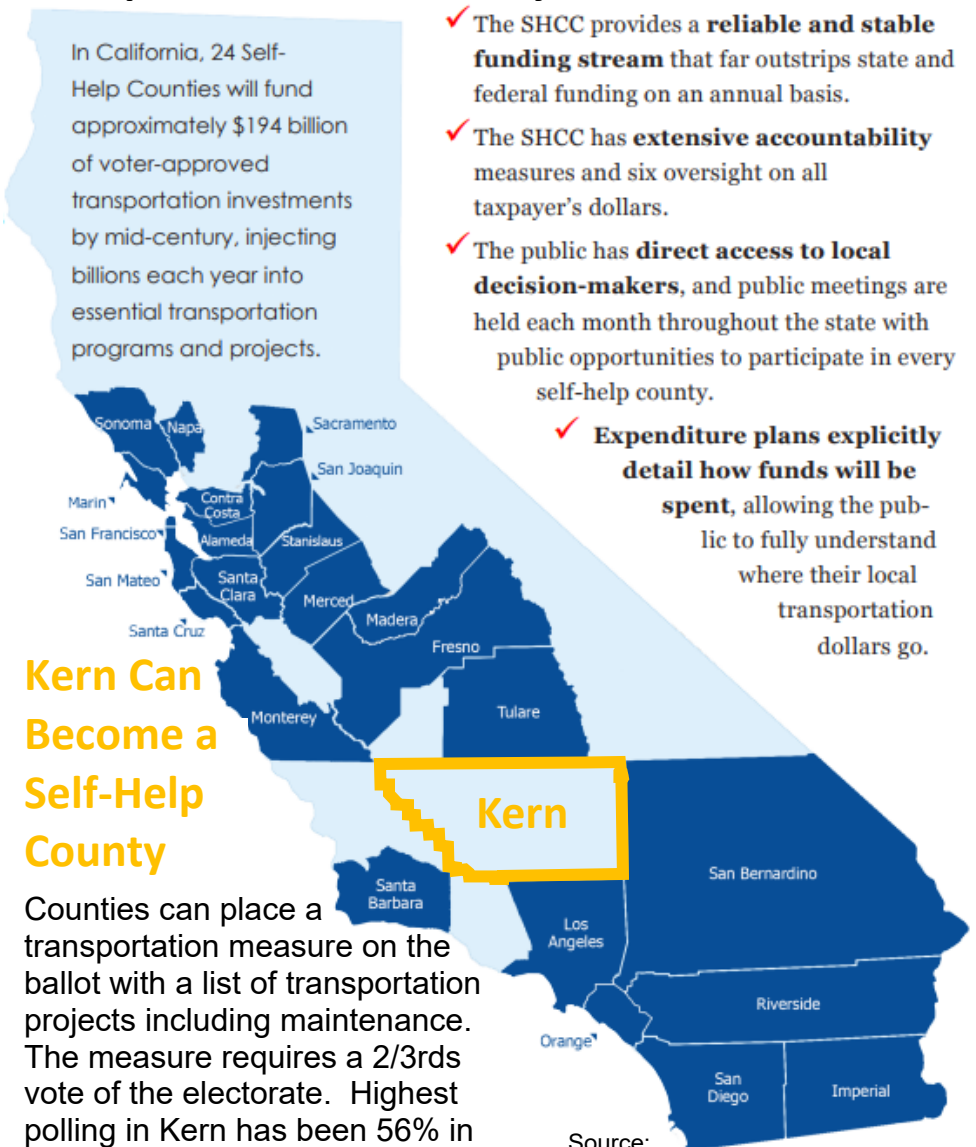 In California, 24 Self-
Help Counties will fund
approximately $194 billion
of voter-approved
transportation investments
by mid-century, injecting
billions each year into
essential transportation
programs and projects.
✓ The SHCC provides a reliable and stable
funding stream that far outstrips state and
federal funding on an annual basis.
✓ The SHCC has extensive accountability
measures and six oversight on all
taxpayer's dollars.
✓ The public has direct access to local
decision-makers, and public meetings are
held each month throughout the state with
public opportunities to participate in every
self-help county.
✓ Expenditure plans explicitly
detail how funds will be
spent, allowing the pub-
lic to fully understand
where their local
transportation
dollars go.
Sonoma
Napa
Sacramento
San Joaquin
Marin
Contra
Costa
San Francisco
Alameda
Stanislaus
San Mateo
Santa
Clara
Merced
Madera
Santa Cruz
Fresno
Monterey
Tulare
Kern Can
Become a
Self-Help
County
Kern
San Bernardino
Santa
Barbara
Los
Angeles
Riverside
Orange
San
Diego
Imperial
Counties can place a
transportation measure on the
ballot with a list of transportation
projects including maintenance.
The measure requires a 2/3rds
vote of the electorate.  Highest
polling in Kern has been 56% in
Source: